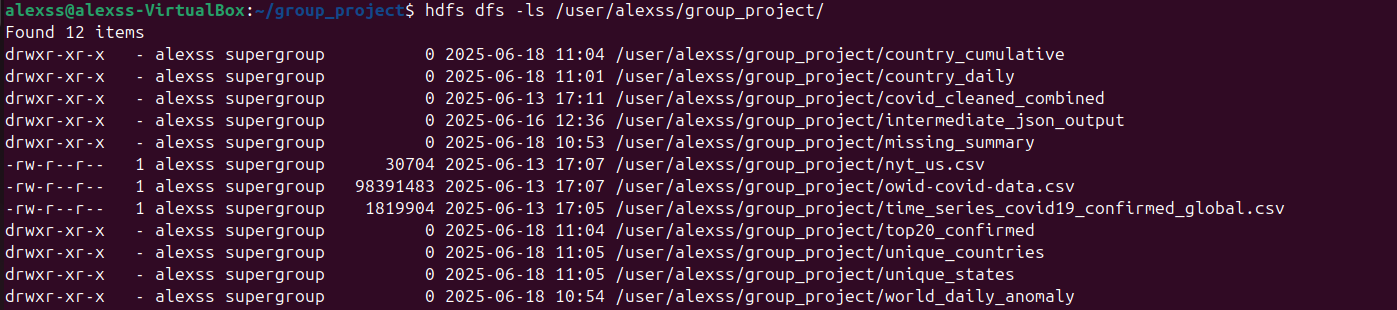 alexss@alexss-VirtualBox:~/group_project$ hdfs dfs -ls /user/alexss/group_project/
Found 12 items
drwxr-xr-x   - alexss supergroup          0 2025-06-18 11:04 /user/alexss/group_project/country_cumulative
drwxr-xr-x   - alexss supergroup          0 2025-06-18 11:01 /user/alexss/group_project/country_daily
drwxr-xr-x   - alexss supergroup          0 2025-06-13 17:11 /user/alexss/group_project/covid_cleaned_combined
drwxr-xr-x   - alexss supergroup          0 2025-06-16 12:36 /user/alexss/group_project/intermediate_json_output
drwxr-xr-x   - alexss supergroup          0 2025-06-18 10:53 /user/alexss/group_project/missing_summary
-rw-r--r--   1 alexss supergroup      30704 2025-06-13 17:07 /user/alexss/group_project/nyt_us.csv
-rw-r--r--   1 alexss supergroup   98391483 2025-06-13 17:07 /user/alexss/group_project/owid-covid-data.csv
-rw-r--r--   1 alexss supergroup    1819904 2025-06-13 17:05 /user/alexss/group_project/time_series_covid19_confirmed_global.csv
drwxr-xr-x   - alexss supergroup          0 2025-06-18 11:04 /user/alexss/group_project/top20_confirmed
drwxr-xr-x   - alexss supergroup          0 2025-06-18 11:05 /user/alexss/group_project/unique_countries
drwxr-xr-x   - alexss supergroup          0 2025-06-18 11:05 /user/alexss/group_project/unique_states
drwxr-xr-x   - alexss supergroup          0 2025-06-18 10:54 /user/alexss/group_project/world_daily_anomaly